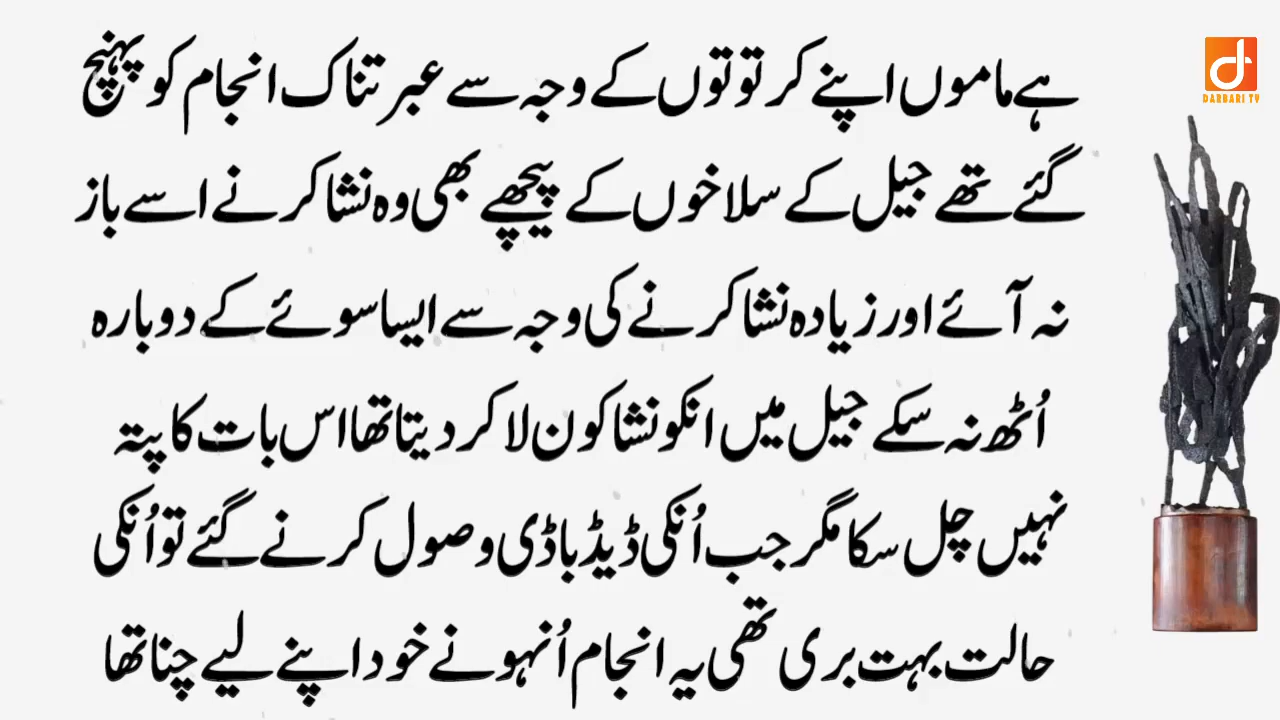 ہے ماموں اپنے کرتوتوں کے وجہ سے عبرتناک انجام کو پہنچ
گئے تھے جیل کے سلاخوں کے پیچھے بھی وہ نشا کرنے اسے باز
نہ آئے اور زیادہ نشا کرنے کی وجہ سے ایسا سوئے کے دوبارہ
اُٹھ نہ سکے جیل میں انکو نشا کون لا کر دیتا تھا اس بات کا پتہ
نہیں چل سکا مگر جب اُنکی ڈیڈ باڈی وصول کرنے گئے تو اُنکی
حالت بہت بری تھی یہ انجام اُنہونے خود اپنے لیے چنا تھا
DARBARI TV